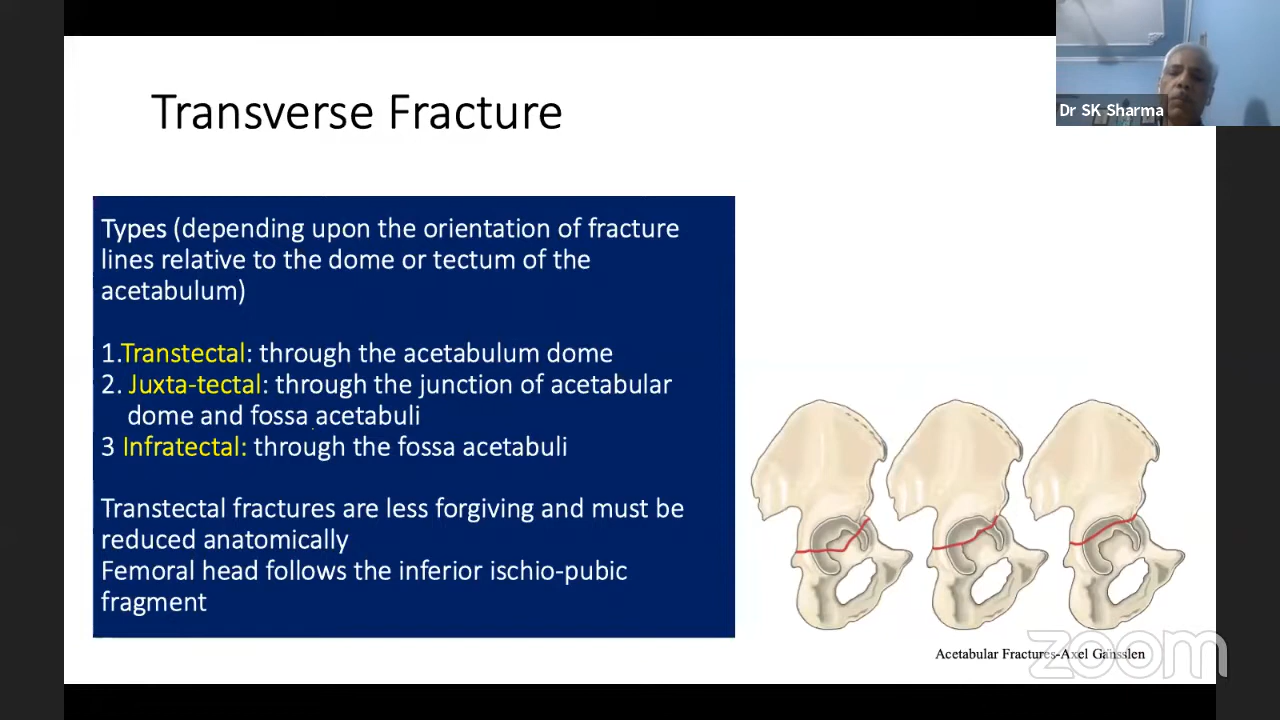 Transverse Fracture
Dr SK Sharma
Types (depending upon the orientation of fracture
lines relative to the dome or tectum of the
acetabulum)
1.Transtectal: through the acetabulum dome
2. Juxta-tectal: through the junction of acetabular
dome and fossa acetabuli
3 Infratectal: through the fossa acetabuli
Transtectal fractures are less forgiving and must be
reduced anatomically
Femoral head follows the inferior ischio-pubic
fragment
Acetabular Fractures-Axel Gänsslen
zoom